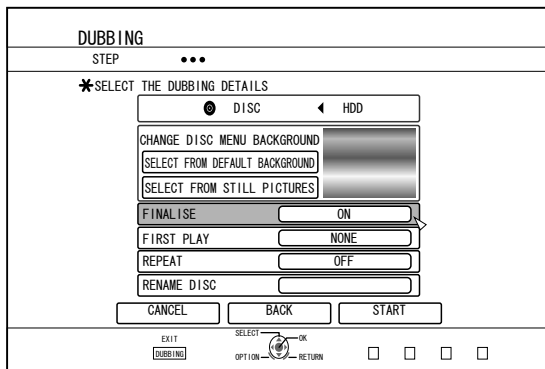 DUBBING
STEP
SELECT THE DUBBING DETAILS
DISC HDD
CHANGE DISC MENU BACKGROUND
SELECT FROM DEFAULT BACKGROUND
SELECT FROM STILL PICTURES
FINALISE ON
FIRST PLAY NONE
REPEAT OFF
RENAME DISC
CANCEL BACK START
EXIT
DUBBING
SELECT OK
OPTION RETURN